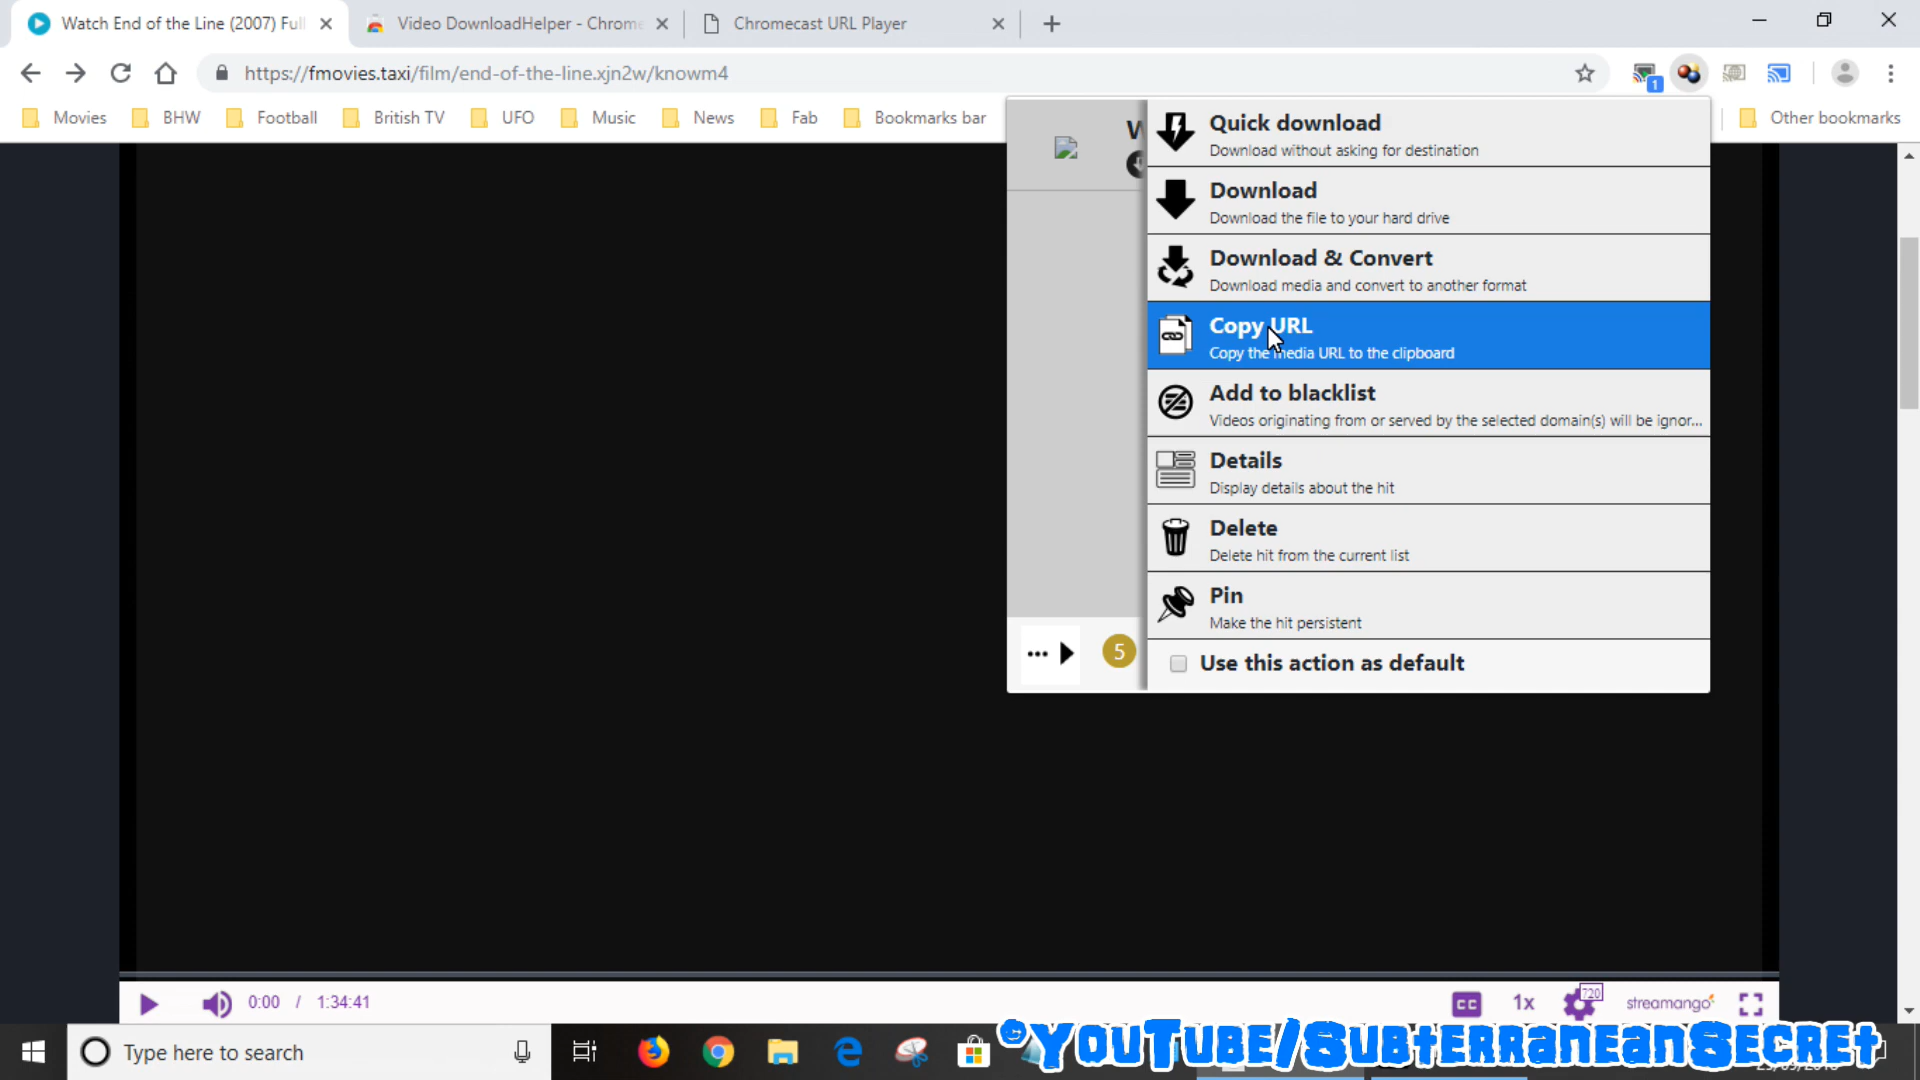 Watch End of the Line (2007) Full
Video DownloadHelper - Chrome
Chromecast URL Player
https://fmovies.taxi/film/end-of-the-line.xjn2w/knowm4
1
Movies
BHW
Football
British TV
UFO
Music
News
Fab
Bookmarks bar
Other bookmarks
W
Quick download
Download without asking for destination
Download
Download the file to your hard drive
Download & Convert
Download media and convert to another format
Copy URL
Copy the media URL to the clipboard
Add to blacklist
Videos originating from or served by the selected domain(s) will be ignor...
Details
Display details about the hit
Delete
Delete hit from the current list
Pin
Make the hit persistent
5
Use this action as default
0:00 / 1:34:41
CC
1x
720
streamango
Type here to search
©YouTube/SubterraneanSecret